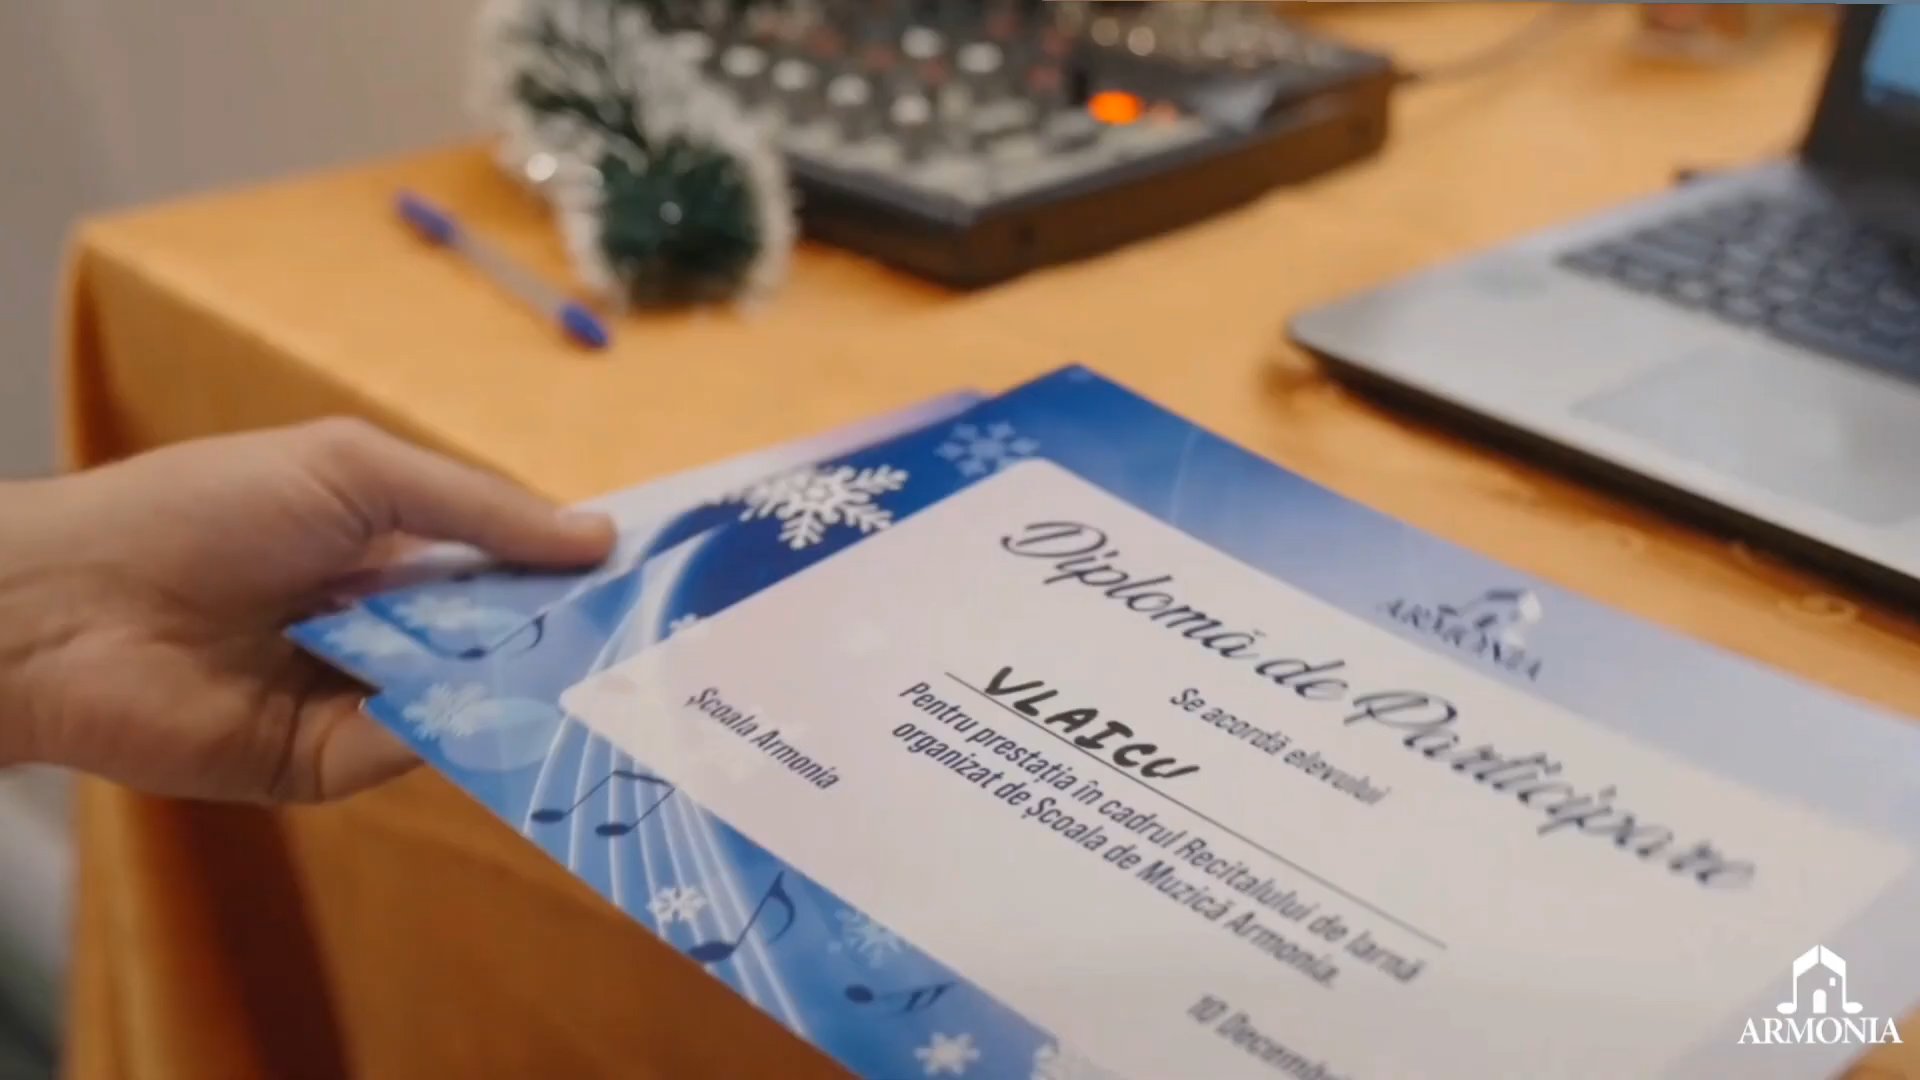 ARMONIA
Diplomă de Participare
Se acordă elevului
VLAICU
Pentru prestația în cadrul Recitalului de Iarnă
organizat de Școala de Muzică Armonia.
Școala Armonia
10 Decembri
ARMONIA